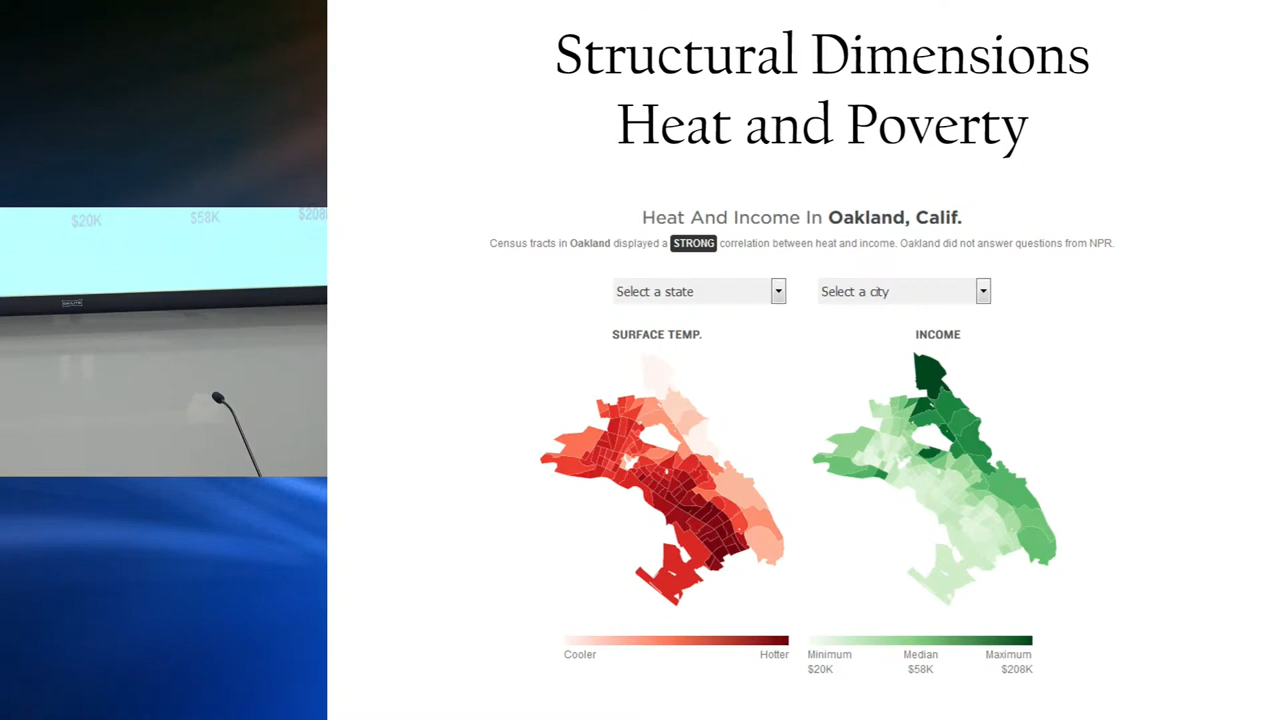 Structural Dimensions
Heat and Poverty
Heat And Income In Oakland, Calif.
Census tracts in Oakland displayed a STRONG correlation between heat and income. Oakland did not answer questions from NPR.
Select a state
Select a city
SURFACE TEMP.
INCOME
Cooler
Hotter
Minimum
Median
Maximum
$20K
$58K
$208K
$20K
$58K
DA-LITE